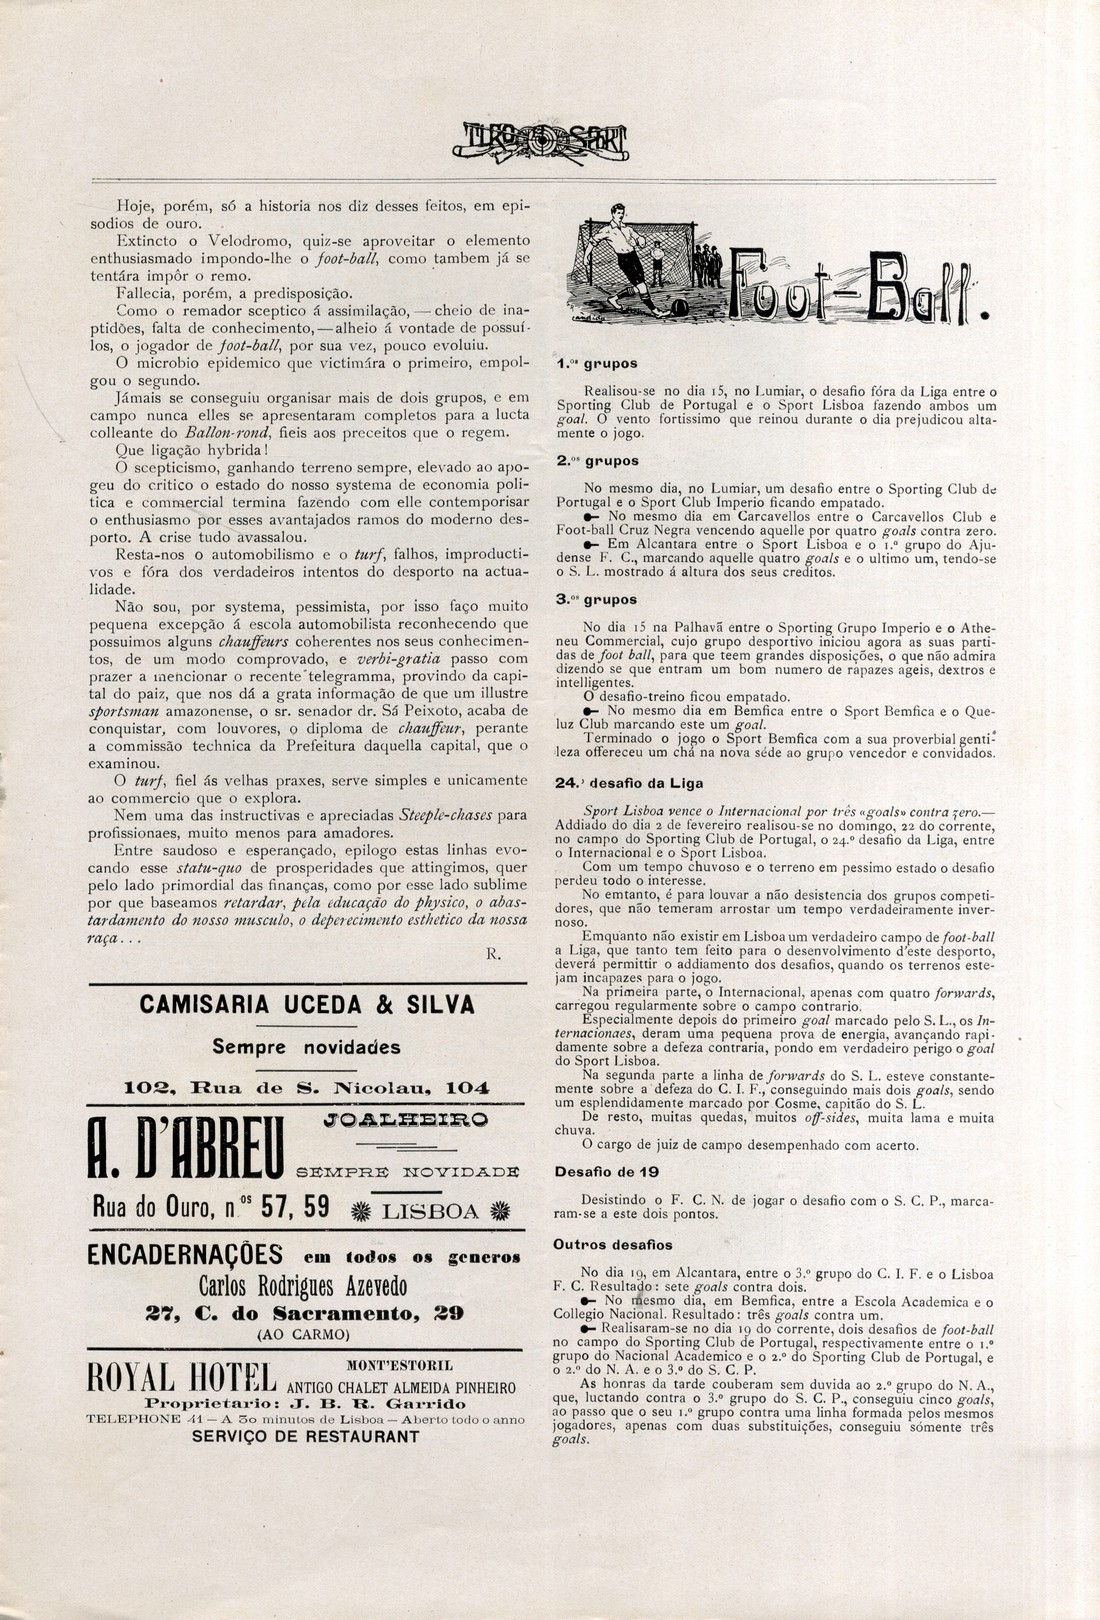 TIRO SPORT
Hoje, porém, só a historia nos diz desses feitos, em epi-
sodios de ouro.
Extincto o Velodromo, quiz-se aproveitar o elemento
enthusiasmado impondo-lhe o foot-ball, como tambem já se
tentára impôr o remo.
Fallecia, porém, a predisposição.
Como o remador sceptico á assimilação, — cheio de ina-
ptidões, falta de conhecimento, — alheio á vontade de possuí-
los, o jogador de foot-ball, por sua vez, pouco evoluiu.
O microbio epidemico que victimára o primeiro, empol-
gou o segundo.
Jámais se conseguiu organisar mais de dois grupos, e em
campo nunca elles se apresentaram completos para a lucta
colleante do Ballon-rond, fieis aos preceitos que o regem.
Que ligação hybrida!
O scepticismo, ganhando terreno sempre, elevado ao apo-
geu do critico o estado do nosso systema de economia poli-
tica e commercial termina fazendo com elle contemporisar
o enthusiasmo por esses avantajados ramos do moderno des-
porto. A crise tudo avassalou.
Resta-nos o automobilismo e o turf, falhos, improducti-
vos e fóra dos verdadeiros intentos do desporto na actua-
lidade.
Não sou, por systema, pessimista, por isso faço muito
pequena excepção á escola automobilista reconhecendo que
possuimos alguns chauffeurs coherentes nos seus conhecimen-
tos, de um modo comprovado, e verbi-gratia passo com
prazer a mencionar o recente telegramma, provindo da capi-
tal do paiz, que nos dá a grata informação de que um illustre
sportsman amazonense, o sr. senador dr. Sá Peixoto, acaba de
conquistar, com louvores, o diploma de chauffeur, perante
a commissão technica da Prefeitura daquella capital, que o
examinou.
O turf, fiel ás velhas praxes, serve simples e unicamente
ao commercio que o explora.
Nem uma das instructivas e apreciadas Steeple-chases para
profissionaes, muito menos para amadores.
Entre saudoso e esperançado, epilogo estas linhas evo-
cando esse statu-quo de prosperidades que attingimos, quer
pelo lado primordial das finanças, como por esse lado sublime
por que baseamos retardar, pela educação do physico, o abas-
tardamento do nosso musculo, o deperecimento esthetico da nossa
raça...
R.
CAMISARIA UCEDA & SILVA
Sempre novidades
102, Rua de S. Nicolau, 104
A. D'ABREU
JOALHEIRO
SEMPRE NOVIDADE
Rua do Ouro, n.os 57, 59
LISBOA
ENCADERNAÇÕES em todos os generos
Carlos Rodrigues Azevedo
27, C. do Sacramento, 29
(AO CARMO)
ROYAL HOTEL
MONT'ESTORIL
ANTIGO CHALET ALMEIDA PINHEIRO
Proprietario: J. B. R. Garrido
TELEPHONE 41 — A 30 minutos de Lisboa — Aberto todo o anno
SERVIÇO DE RESTAURANT
Foot-Ball.
1.os grupos
Realisou-se no dia 15, no Lumiar, o desafio fóra da Liga entre o
Sporting Club de Portugal e o Sport Lisboa fazendo ambos um
goal. O vento fortissimo que reinou durante o dia prejudicou alta-
mente o jogo.
2.os grupos
No mesmo dia, no Lumiar, um desafio entre o Sporting Club de
Portugal e o Sport Club Imperio ficando empatado.
No mesmo dia em Carcavellos entre o Carcavellos Club e
Foot-ball Cruz Negra vencendo aquelle por quatro goals contra zero.
Em Alcantara entre o Sport Lisboa e o 1.º grupo do Aju-
dense F. C., marcando aquelle quatro goals e o ultimo um, tendo-se
o S. L. mostrado á altura dos seus creditos.
3.os grupos
No dia 15 na Palhavã entre o Sporting Grupo Imperio e o Athe-
neu Commercial, cujo grupo desportivo iniciou agora as suas parti-
das de foot ball, para que teem grandes disposições, o que não admira
dizendo se que entram um bom numero de rapazes ageis, dextros e
intelligentes.
O desafio-treino ficou empatado.
No mesmo dia em Bemfica entre o Sport Bemfica e o Que-
luz Club marcando este um goal.
Terminado o jogo o Sport Bemfica com a sua proverbial genti-
leza offereceu um chá na nova séde ao grupo vencedor e convidados.
24.º desafio da Liga
Sport Lisboa vence o Internacional por três «goals» contra zero.—
Addiado do dia 2 de fevereiro realisou-se no domingo, 22 do corrente,
no campo do Sporting Club de Portugal, o 24.º desafio da Liga, entre
o Internacional e o Sport Lisboa.
Com um tempo chuvoso e o terreno em pessimo estado o desafio
perdeu todo o interesse.
No emtanto, é para louvar a não desistencia dos grupos competi-
dores, que não temeram arrostar um tempo verdadeiramente inver-
noso.
Emquanto não existir em Lisboa um verdadeiro campo de foot-ball
a Liga, que tanto tem feito para o desenvolvimento d'este desporto,
deverá permittir o addiamento dos desafios, quando os terrenos este-
jam incapazes para o jogo.
Na primeira parte, o Internacional, apenas com quatro forwards,
carregou regularmente sobre o campo contrario.
Especialmente depois do primeiro goal marcado pelo S. L., os In-
ternacionaes, deram uma pequena prova de energia, avançando rapi-
damente sobre a defeza contraria, pondo em verdadeiro perigo o goal
do Sport Lisboa.
Na segunda parte a linha de forwards do S. L. esteve constante-
mente sobre a defeza do C. I. F., conseguindo mais dois goals, sendo
um esplendidamente marcado por Cosme, capitão do S. L.
De resto, muitas quedas, muitos off-sides, muita lama e muita
chuva.
O cargo de juiz de campo desempenhado com acerto.
Desafio de 19
Desistindo o F. C. N. de jogar o desafio com o S. C. P., marca-
ram-se a este dois pontos.
Outros desafios
No dia 19, em Alcantara, entre o 3.º grupo do C. I. F. e o Lisboa
F. C. Resultado: sete goals contra dois.
No mesmo dia, em Bemfica, entre a Escola Academica e o
Collegio Nacional. Resultado: três goals contra um.
Realisaram-se no dia 19 do corrente, dois desafios de foot-ball
no campo do Sporting Club de Portugal, respectivamente entre o 1.º
grupo do Nacional Academico e o 2.º do Sporting Club de Portugal, e
o 2.º do N. A. e o 3.º do S. C. P.
As honras da tarde couberam sem duvida ao 2.º grupo do N. A.,
que, luctando contra o 3.º grupo do S. C. P., conseguiu cinco goals,
ao passo que o seu 1.º grupo contra uma linha formada pelos mesmos
jogadores, apenas com duas substituições, conseguiu sómente três
goals.